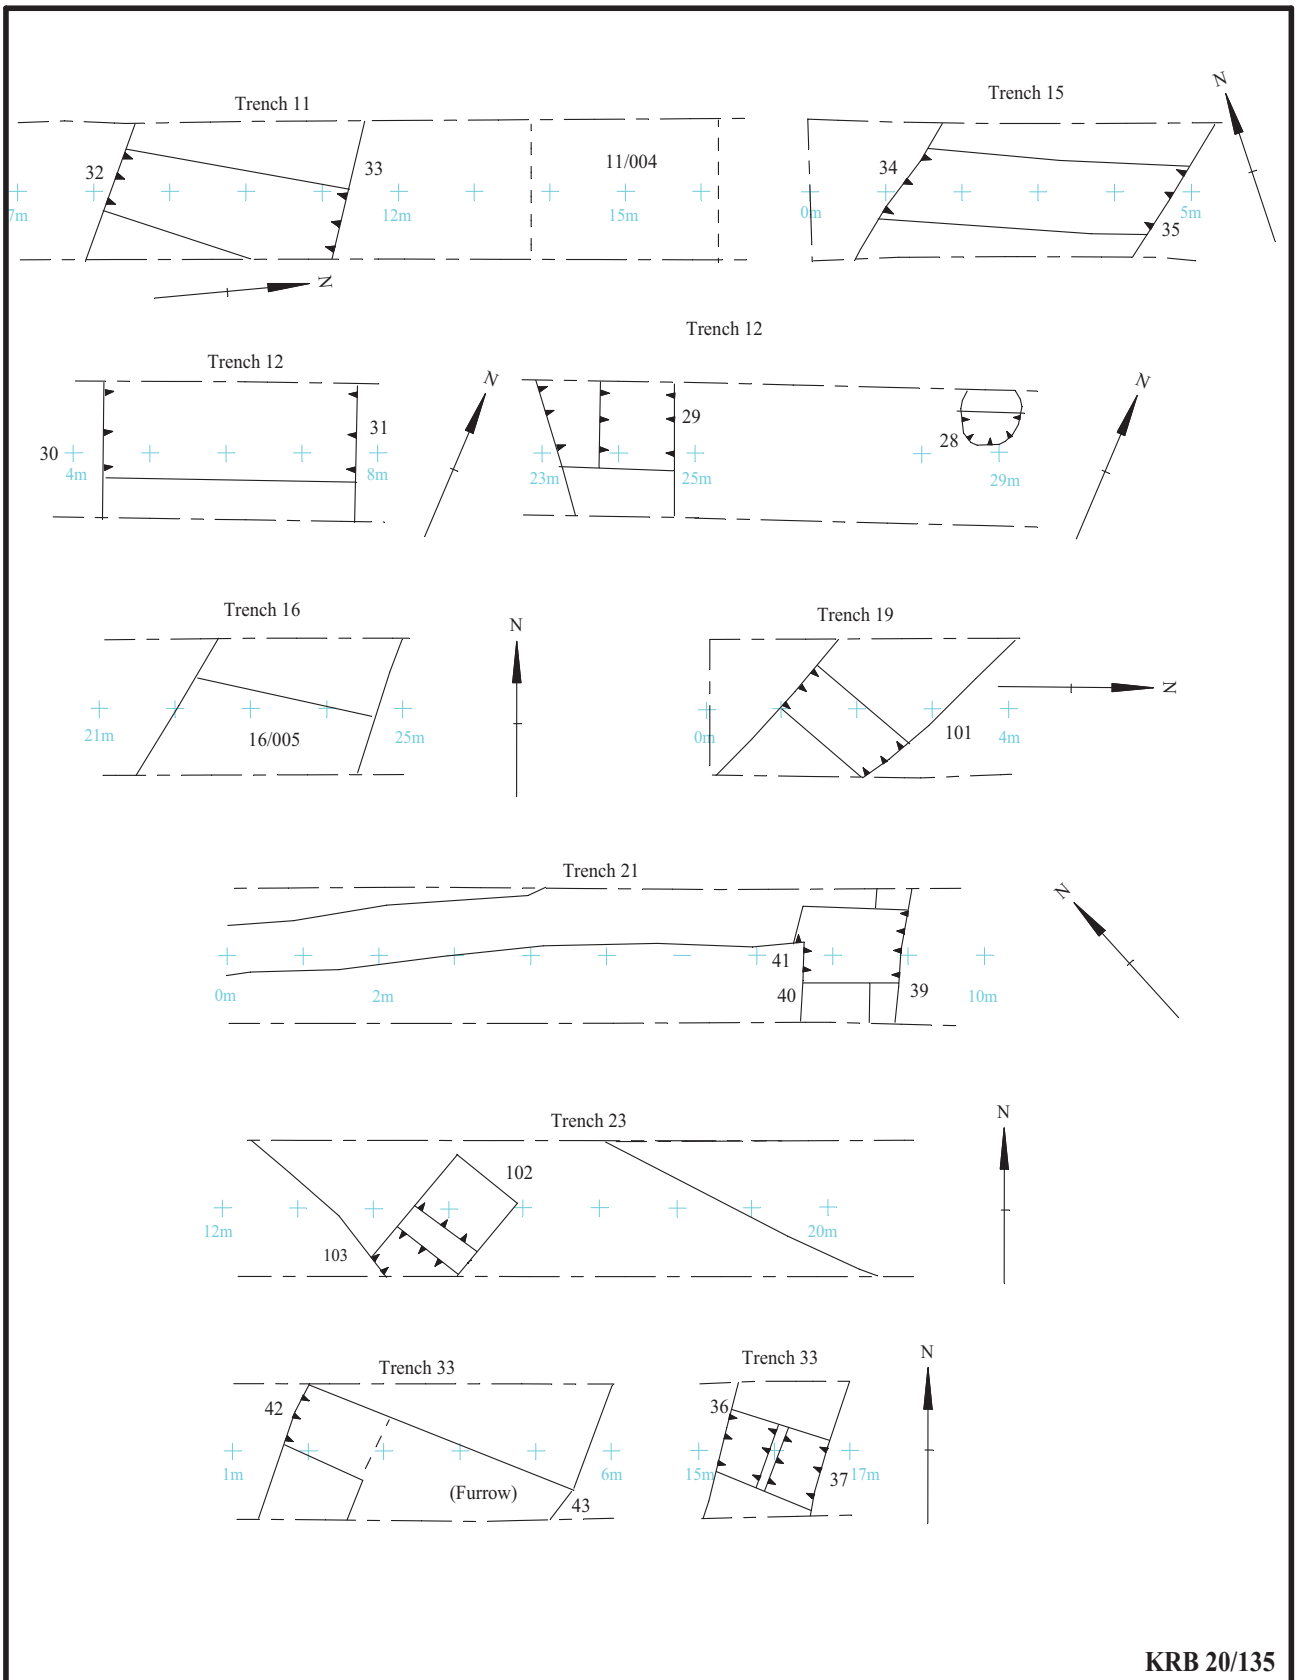 Trench 11
32
33
11/004
7m
12m
15m
N
Trench 15
N
34
35
0m
5m
Trench 12
30
31
4m
8m
N
Trench 12
29
28
23m
25m
29m
N
Trench 16
21m
16/005
25m
N
Trench 19
0m
101
4m
N
Trench 21
41
40
39
0m
2m
10m
N
Trench 23
102
103
12m
20m
N
Trench 33
42
1m
6m
(Furrow)
43
Trench 33
36
37
15m
17m
N
KRB 20/135